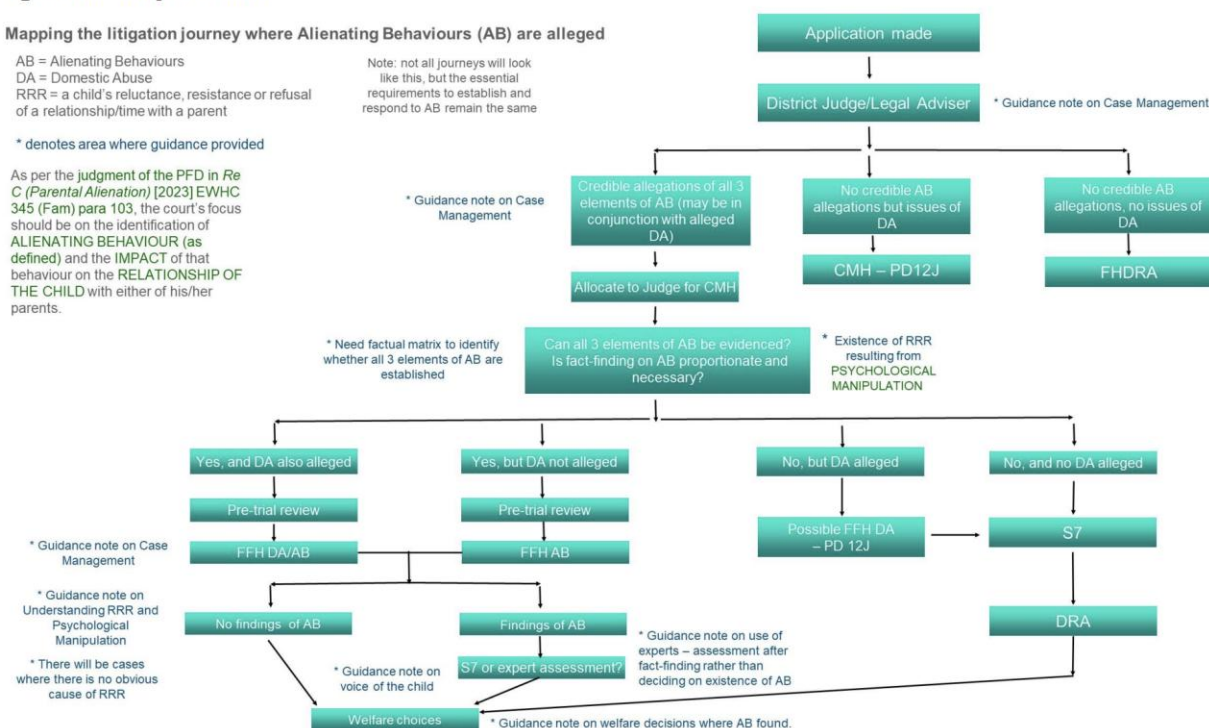 Mapping the litigation journey where Alienating Behaviours (AB) are alleged
AB = Alienating Behaviours
DA = Domestic Abuse
RRR = a child's reluctance, resistance or refusal
of a relationship/time with a parent
Note: not all journeys will look
like this, but the essential
requirements to establish and
respond to AB remain the same
* denotes area where guidance provided
As per the judgment of the PFD in Re
C (Parental Alienation) [2023] EWHC
345 (Fam) para 103, the court's focus
should be on the identification of
ALIENATING BEHAVIOUR (as
defined) and the IMPACT of that
behaviour on the RELATIONSHIP OF
THE CHILD with either of his/her
parents.
Application made
District Judge/Legal Adviser
* Guidance note on Case Management
* Guidance note on Case
Management
Credible allegations of all 3
elements of AB (may be in
conjunction with alleged
DA)
No credible AB
allegations but issues of
DA
No credible AB
allegations, no issues of
DA
Allocate to Judge for CMH
CMH – PD12J
FHDRA
* Need factual matrix to identify
whether all 3 elements of AB are
established
Can all 3 elements of AB be evidenced?
Is fact-finding on AB proportionate and
necessary?
* Existence of RRR
resulting from
PSYCHOLOGICAL
MANIPULATION
Yes, and DA also alleged
Yes, but DA not alleged
No, but DA alleged
No, and no DA alleged
Pre-trial review
Pre-trial review
Possible FFH DA
– PD 12J
S7
* Guidance note on Case
Management
FFH DA/AB
FFH AB
* Guidance note on
Understanding RRR and
Psychological
Manipulation
No findings of AB
Findings of AB
DRA
* There will be cases
where there is no obvious
cause of RRR
* Guidance note on
voice of the child
S7 or expert assessment?
* Guidance note on use of
experts – assessment after
fact-finding rather than
deciding on existence of AB
Welfare choices
* Guidance note on welfare decisions where AB found.